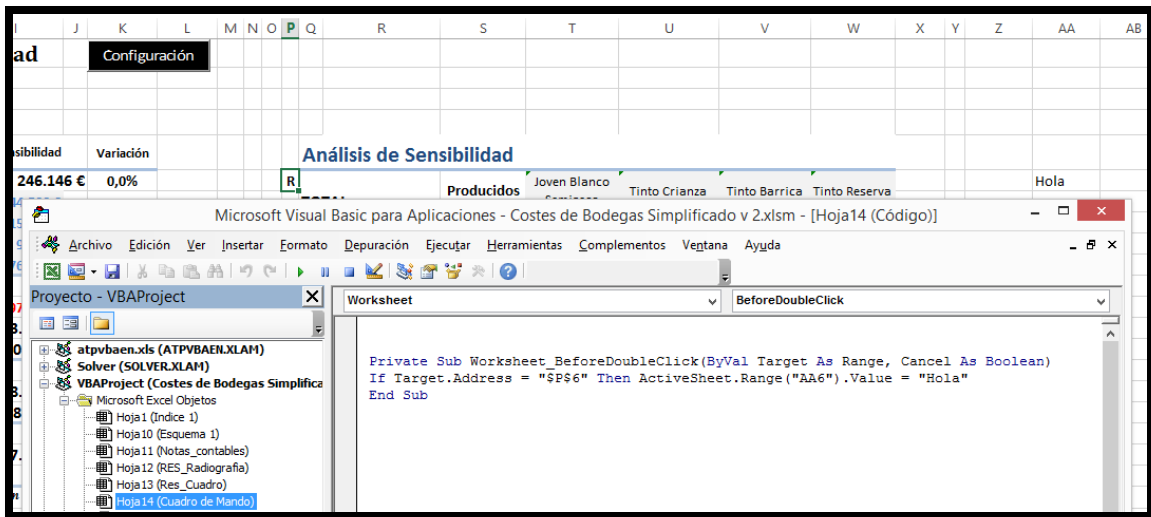 I J K L M N O P Q R S T U V W X Y Z AA AB
ad Configuración
Análisis de Sensibilidad
Variación
246.146 € 0,0% R Producidos Joven Blanco Tinto Crianza Tinto Barrica Tinto Reserva Hola
Microsoft Visual Basic para Aplicaciones - Costes de Bodegas Simplificado v 2.xlsm - [Hoja14 (Código)]
Archivo Edición Ver Insertar Formato Depuración Ejecutar Herramientas Complementos Ventana Ayuda
Proyecto - VBAProject
Worksheet BeforeDoubleClick
atpvbaen.xls (ATPVBAEN.XLAM)
Solver (SOLVER.XLAM)
VBAProject (Costes de Bodegas Simplifica
Microsoft Excel Objetos
Hoja1 (Indice 1)
Hoja10 (Esquema 1)
Hoja11 (Notas_contables)
Hoja12 (RES_Radiografia)
Hoja13 (Res_Cuadro)
Hoja14 (Cuadro de Mando)
Private Sub Worksheet_BeforeDoubleClick(ByVal Target As Range, Cancel As Boolean)
If Target.Address = "$P$6" Then ActiveSheet.Range("AA6").Value = "Hola"
End Sub